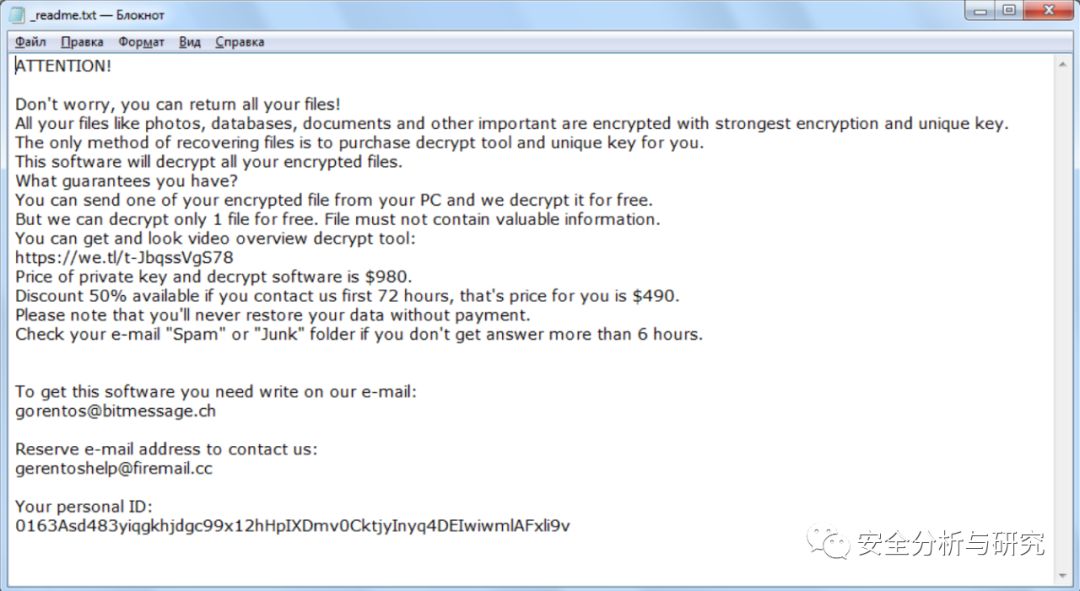 _readme.txt — Блокнот
Файл Правка Формат Вид Справка
ATTENTION!
Don't worry, you can return all your files!
All your files like photos, databases, documents and other important are encrypted with strongest encryption and unique key.
The only method of recovering files is to purchase decrypt tool and unique key for you.
This software will decrypt all your encrypted files.
What guarantees you have?
You can send one of your encrypted file from your PC and we decrypt it for free.
But we can decrypt only 1 file for free. File must not contain valuable information.
You can get and look video overview decrypt tool:
https://we.tl/t-JbqssVgS78
Price of private key and decrypt software is $980.
Discount 50% available if you contact us first 72 hours, that's price for you is $490.
Please note that you'll never restore your data without payment.
Check your e-mail "Spam" or "Junk" folder if you don't get answer more than 6 hours.
To get this software you need write on our e-mail:
gorentos@bitmessage.ch
Reserve e-mail address to contact us:
gerentoshelp@firemail.cc
Your personal ID:
0163Asd483yiqgkhjdgc99x12hHpIXDmv0CktjyInyq4DEIwiwmlAFxli9v
安全分析与研究